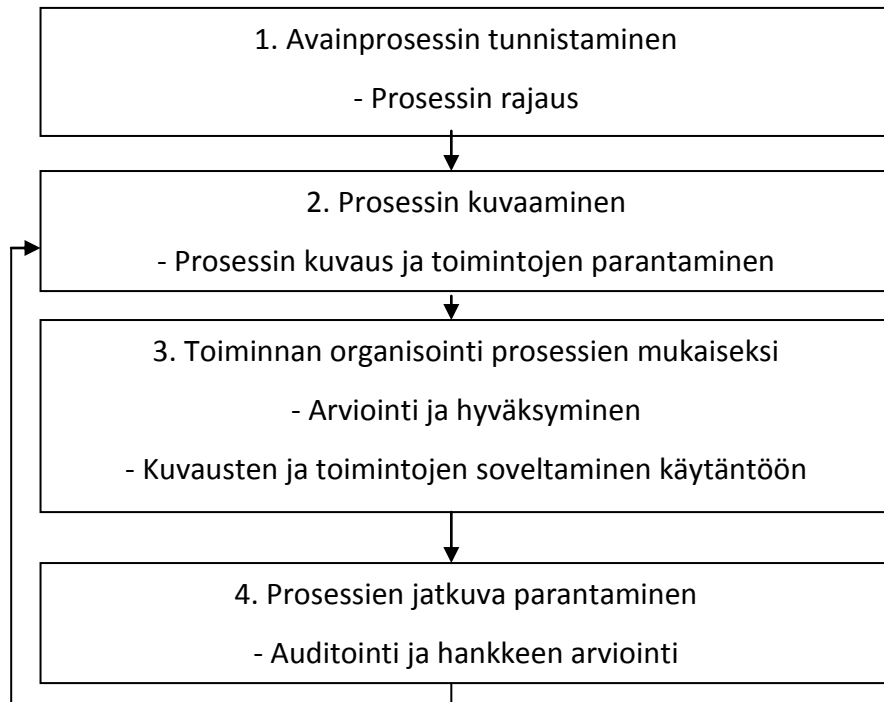 1. Avainprosessin tunnistaminen
- Prosessin rajaus
2. Prosessin kuvaaminen
- Prosessin kuvaus ja toimintojen parantaminen
3. Toiminnan organisointi prosessien mukaiseksi
- Arviointi ja hyväksyminen
- Kuvausten ja toimintojen soveltaminen käytäntöön
4. Prosessien jatkuva parantaminen
- Auditointi ja hankkeen arviointi